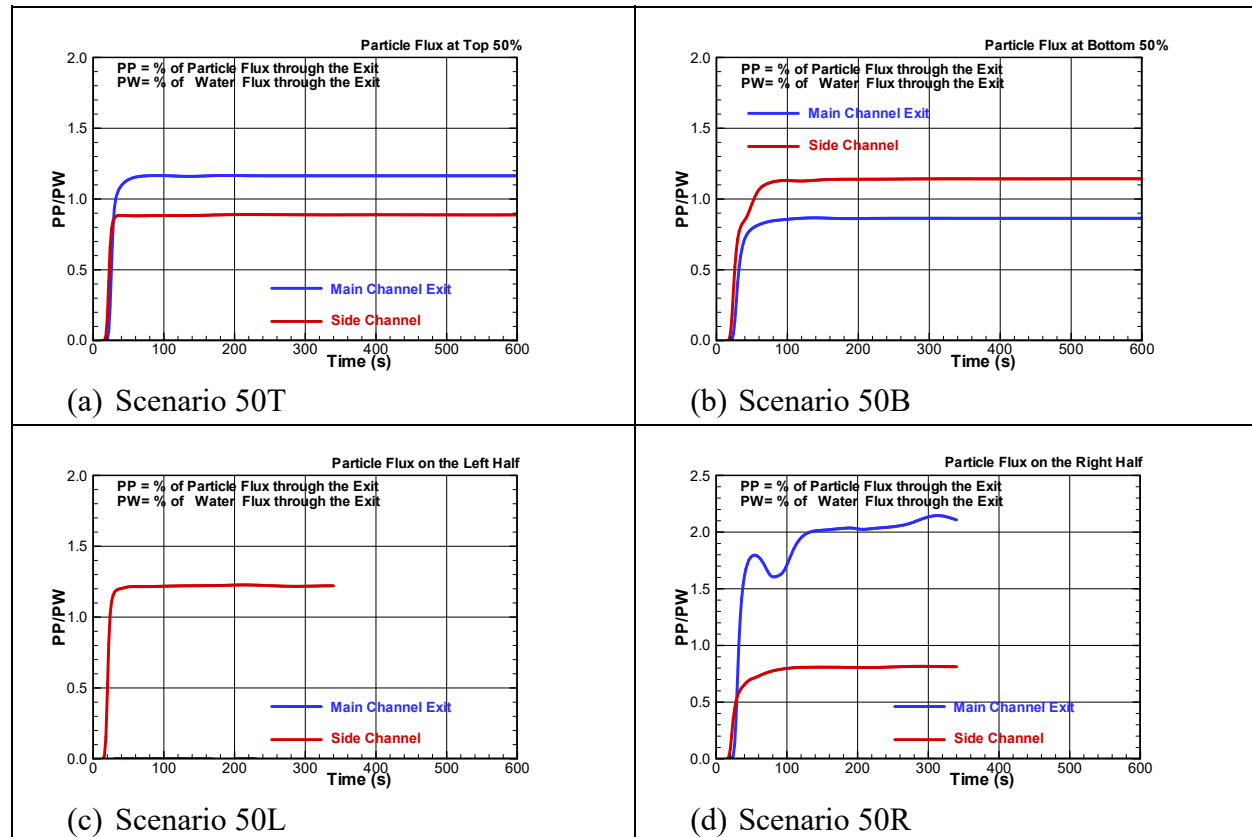 Particle Flux at Top 50%
PP = % of Particle Flux through the Exit
PW= % of Water Flux through the Exit
2.0
1.5
1.0
0.5
0.0
PP/PW
Main Channel Exit
Side Channel
0 100 200 300 400 500 600
Time (s)
(a) Scenario 50T
Particle Flux at Bottom 50%
PP = % of Particle Flux through the Exit
PW= % of Water Flux through the Exit
Main Channel Exit
Side Channel
2.0
1.5
1.0
0.5
0.0
PP/PW
0 100 200 300 400 500 600
Time (s)
(b) Scenario 50B
Particle Flux on the Left Half
PP = % of Particle Flux through the Exit
PW= % of Water Flux through the Exit
2.0
1.5
1.0
0.5
0.0
PP/PW
Main Channel Exit
Side Channel
0 100 200 300 400 500 600
Time (s)
(c) Scenario 50L
Particle Flux on the Right Half
PP = % of Particle Flux through the Exit
PW= % of Water Flux through the Exit
2.5
2.0
1.5
1.0
0.5
0.0
PP/PW
Main Channel Exit
Side Channel
0 100 200 300 400 500 600
Time (s)
(d) Scenario 50R